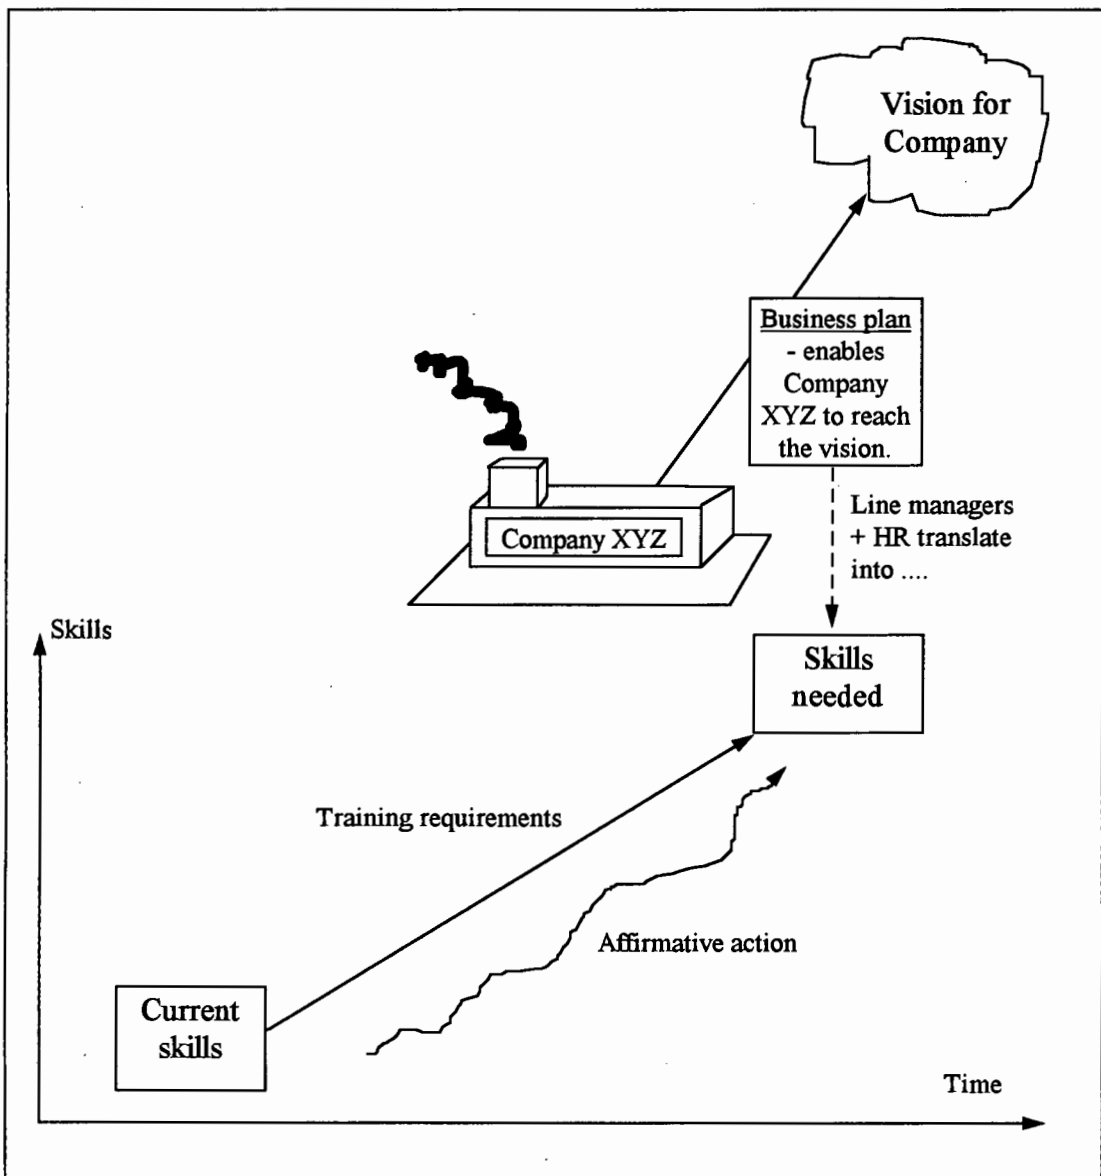 Vision for
Company
Business plan
- enables
Company
XYZ to reach
the vision.
Company XYZ
Line managers
+ HR translate
into ....
Skills
Skills
needed
Training requirements
Affirmative action
Current
skills
Time